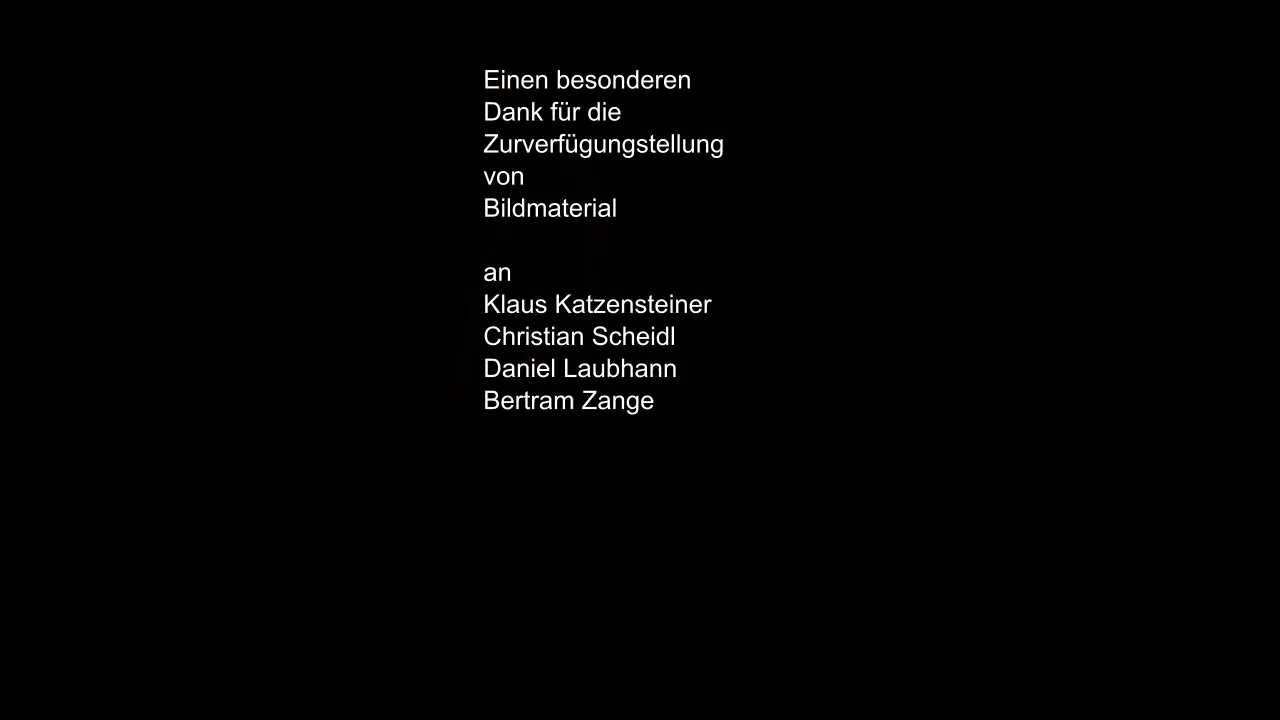 Einen besonderen
Dank für die
Zurverfügungstellung
von
Bildmaterial
an
Klaus Katzensteiner
Christian Scheidl
Daniel Laubhann
Bertram Zange